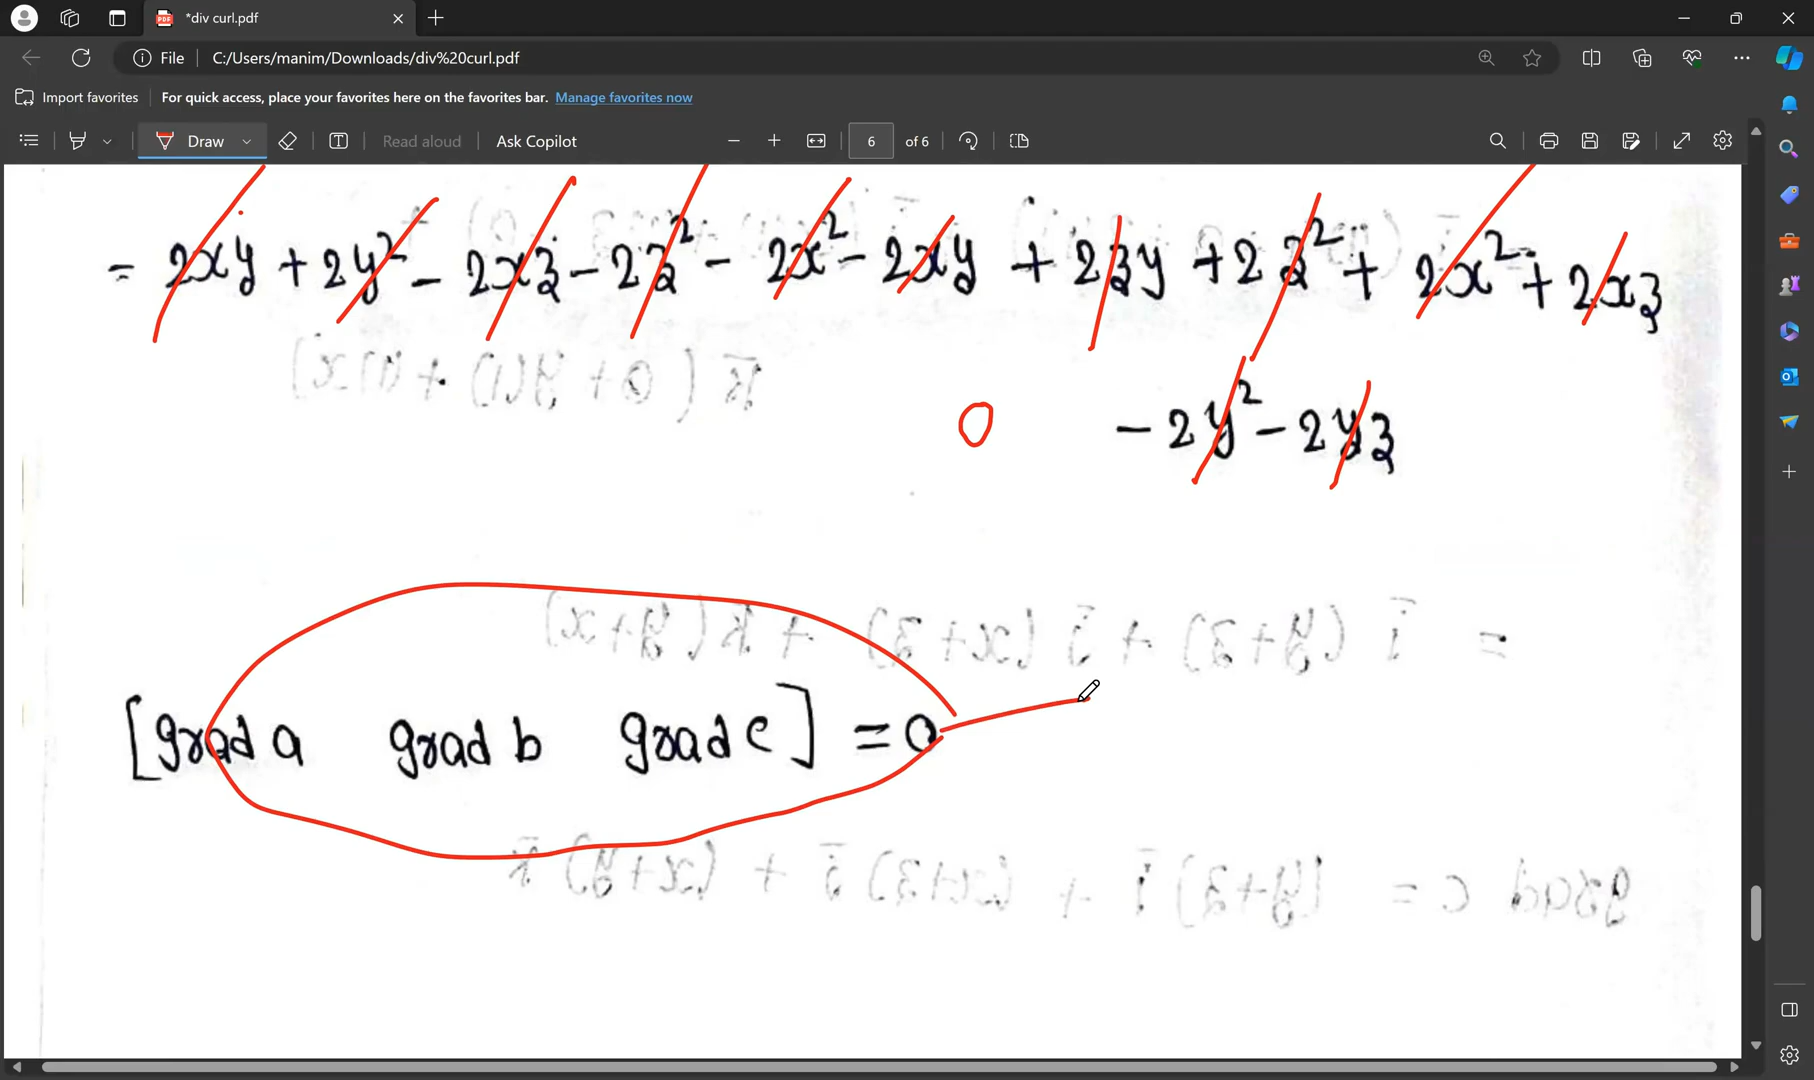 *div curl.pdf
File C:/Users/manim/Downloads/div%20curl.pdf
Import favorites For quick access, place your favorites here on the favorites bar. Manage favorites now
Draw Read aloud Ask Copilot 6 of 6
= 2xy + 2y² - 2xz - 2z² - 2x² - 2xy + 2zy + 2z² + 2x² + 2xz
0 - 2y² - 2yz
[grad a grad b grad c] = 0